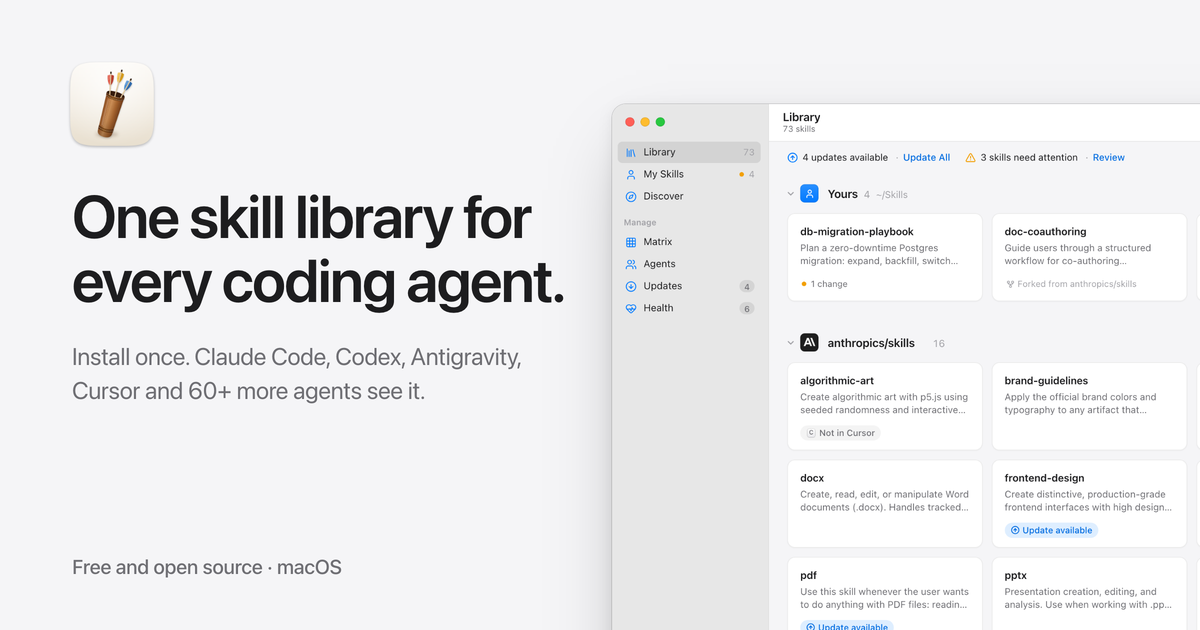 One skill library for
every coding agent.
Install once. Claude Code, Codex, Antigravity,
Cursor and 60+ more agents see it.
Free and open source · macOS
Library 73
My Skills 4
Discover
Manage
Matrix
Agents
Updates 4
Health 6
Library
73 skills
4 updates available · Update All 3 skills need attention · Review
Yours 4 ~/Skills
db-migration-playbook
Plan a zero-downtime Postgres
migration: expand, backfill, switch...
1 change
doc-coauthoring
Guide users through a structured
workflow for co-authoring...
Forked from anthropics/skills
anthropics/skills 16
algorithmic-art
Create algorithmic art with p5.js using
seeded randomness and interactive...
C Not in Cursor
brand-guidelines
Apply the official brand colors and
typography to any artifact that...
docx
Create, read, edit, or manipulate Word
documents (.docx). Handles tracked...
frontend-design
Create distinctive, production-grade
frontend interfaces with high design...
Update available
pdf
Use this skill whenever the user wants
to do anything with PDF files: readin...
Update available
pptx
Presentation creation, editing, and
analysis. Use when working with .pp...